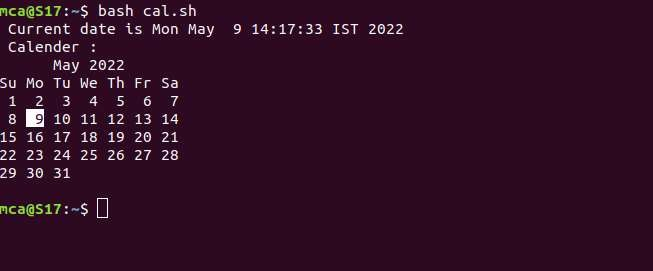 mca@S17:~$ bash cal.sh
 Current date is Mon May  9 14:17:33 IST 2022
 Calender :
      May 2022
Su Mo Tu We Th Fr Sa
 1  2  3  4  5  6  7
 8  9 10 11 12 13 14
15 16 17 18 19 20 21
22 23 24 25 26 27 28
29 30 31
mca@S17:~$